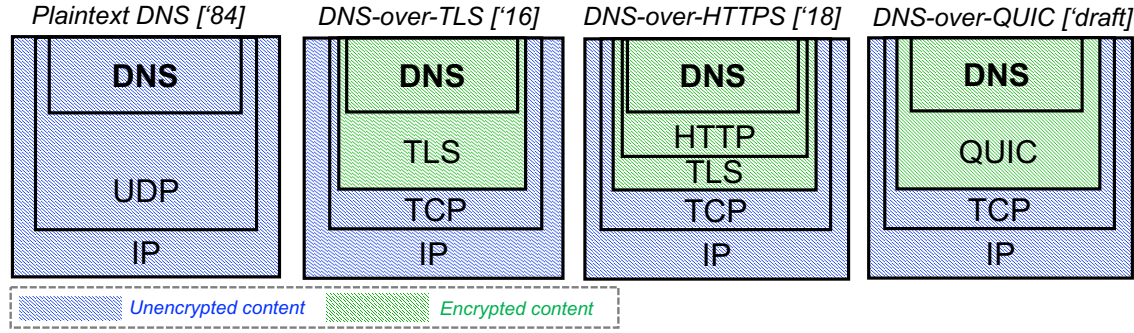 Plaintext DNS [‘84]
DNS
UDP
IP
DNS-over-TLS [‘16]
DNS
TLS
TCP
IP
DNS-over-HTTPS [‘18]
DNS
HTTP
TLS
TCP
IP
DNS-over-QUIC [‘draft]
DNS
QUIC
TCP
IP
Unencrypted content
Encrypted content